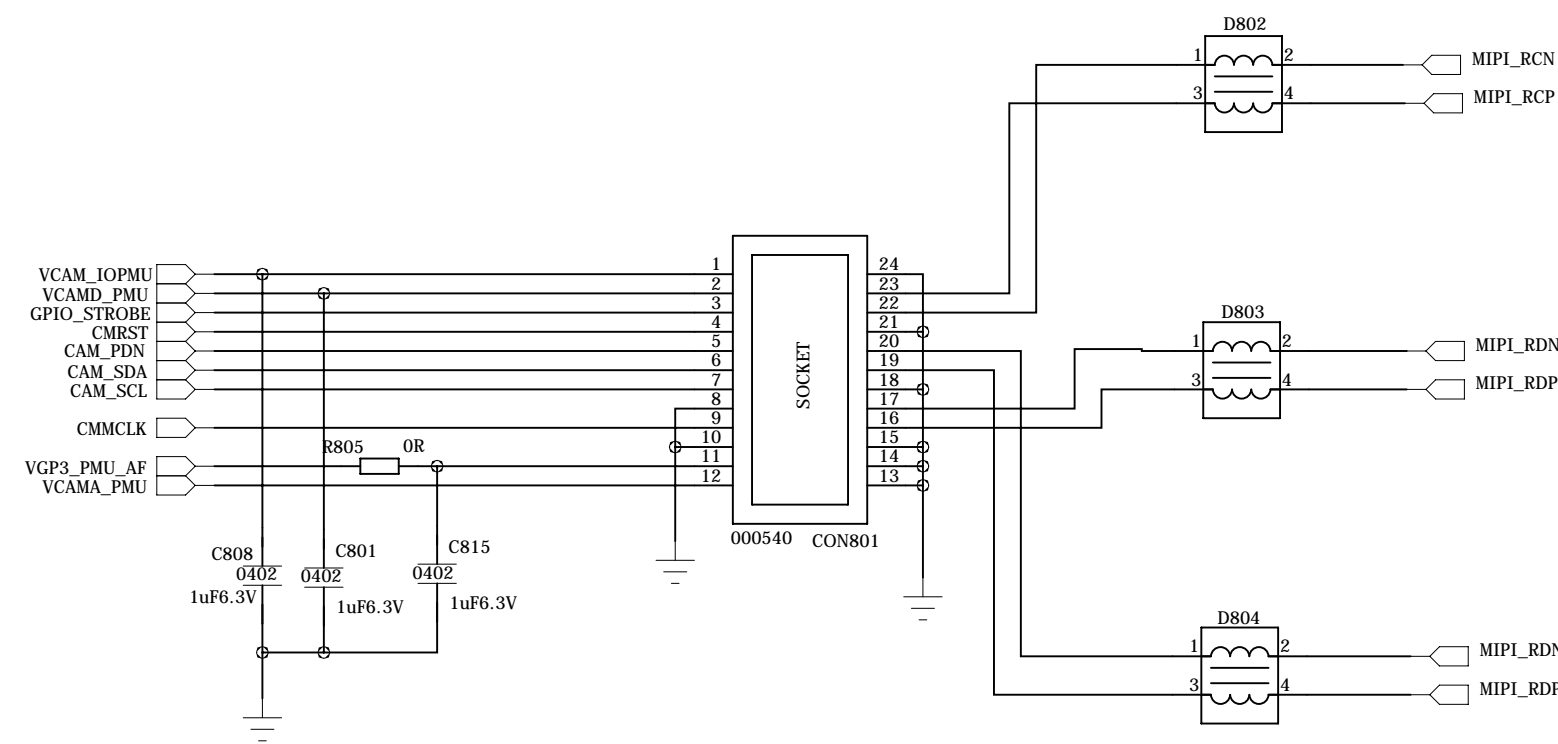 D802
1 2 MIPI_RCN
3 4 MIPI_RCP
VCAM_IOPMU 1 24
VCAMD_PMU 2 23
GPIO_STROBE 3 22
CMRST 4 21
CAM_PDN 5 20
CAM_SDA 6 19
CAM_SCL 7 18
8 17
CMMCLK 9 16
10 15
R805 0R
VGP3_PMU_AF 11 14
VCAMA_PMU 12 13
SOCKET
000540 CON801
D803
1 2 MIPI_RDN
3 4 MIPI_RDP
C808 C801 C815
0402 0402 0402
1uF6.3V 1uF6.3V 1uF6.3V
D804
1 2
3 4